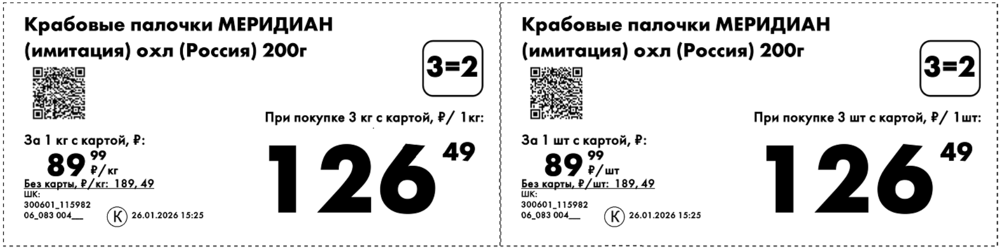 Крабовые палочки МЕРИДИАН
(имитация) охл (Россия) 200г
3=2
При покупке 3 кг с картой, ₽/ 1кг:
За 1 кг с картой, ₽:
89 99
₽/кг
126 49
Без карты, ₽/кг: 189, 49
ШК:
300601_115982
06_083 004__
К 26.01.2026 15:25
Крабовые палочки МЕРИДИАН
(имитация) охл (Россия) 200г
3=2
При покупке 3 шт с картой, ₽/ 1шт:
За 1 шт с картой, ₽:
89 99
₽/шт
126 49
Без карты, ₽/шт: 189, 49
ШК:
300601_115982
06_083 004__
К 26.01.2026 15:25